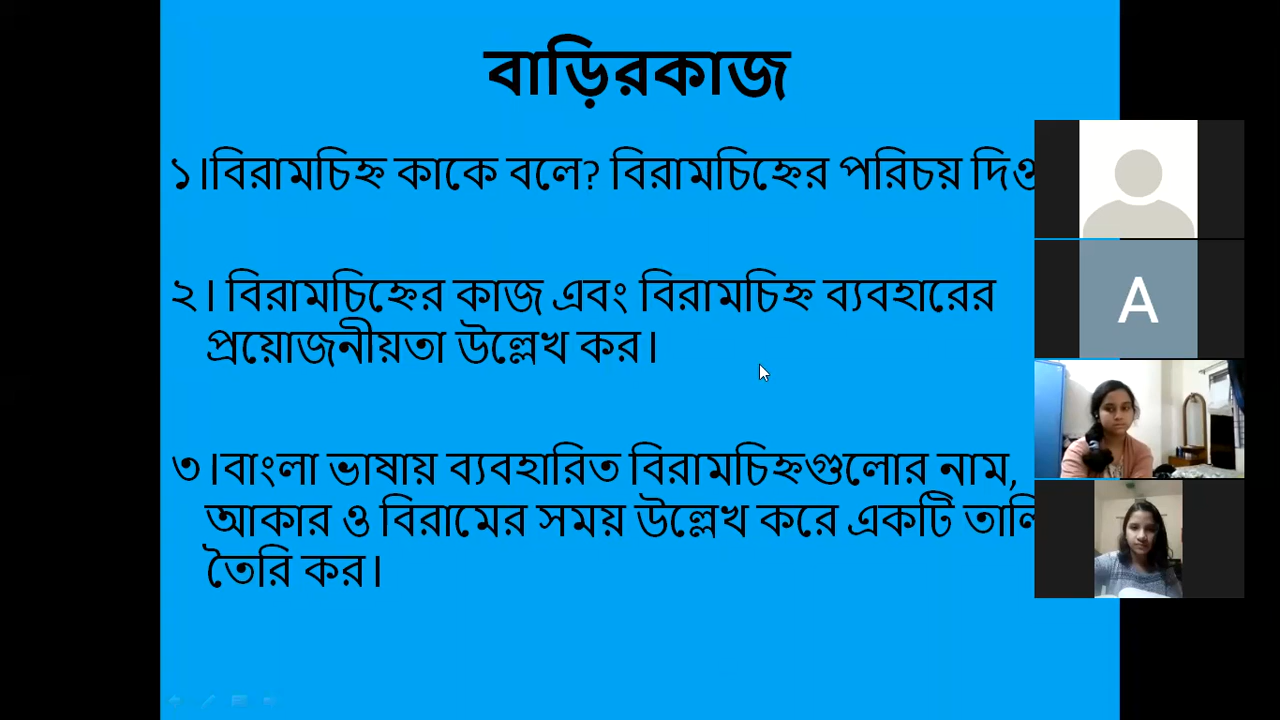 বাড়িরকাজ
১।বিরামচিহ্ন কাকে বলে? বিরামচিহ্নের পরিচয়
A
২। বিরামচিহ্নের কাজ এবং বিরামচিহ্ন ব্যবহারের
প্রয়োজনীয়তা উল্লেখ কর।
৩।বাংলা ভাষায় ব্যবহারিত বিরামচিহ্নগুলোর নাম,
আকার ও বিরামের সময় উল্লেখ করে একটি
তৈরি কর।